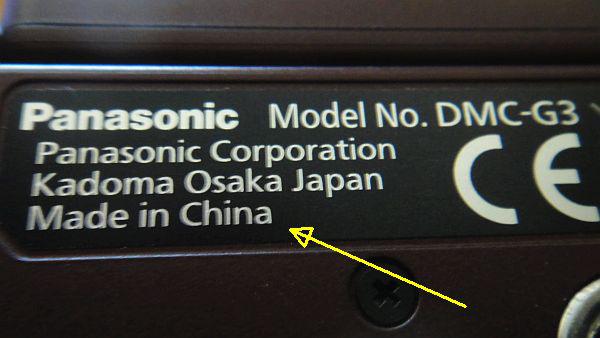 Panasonic Model No. DMC-G3
Panasonic Corporation
Kadoma Osaka Japan
Made in China
CE